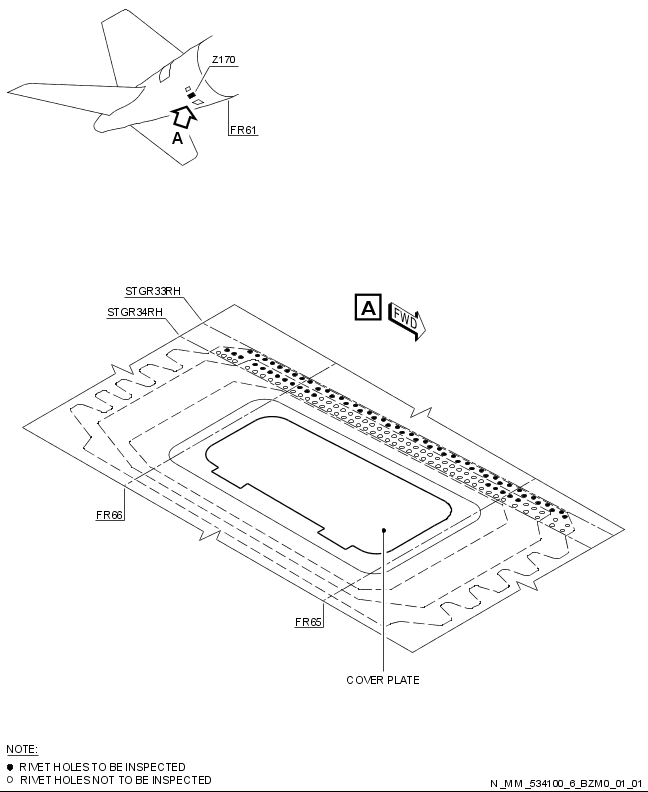 Z170
FR61
A
STGR33RH
STGR34RH
A
FWD
FR66
FR65
COVER PLATE
NOTE:
RIVET HOLES TO BE INSPECTED
RIVET HOLES NOT TO BE INSPECTED
N_MM_534100_6_BZM0_01_01